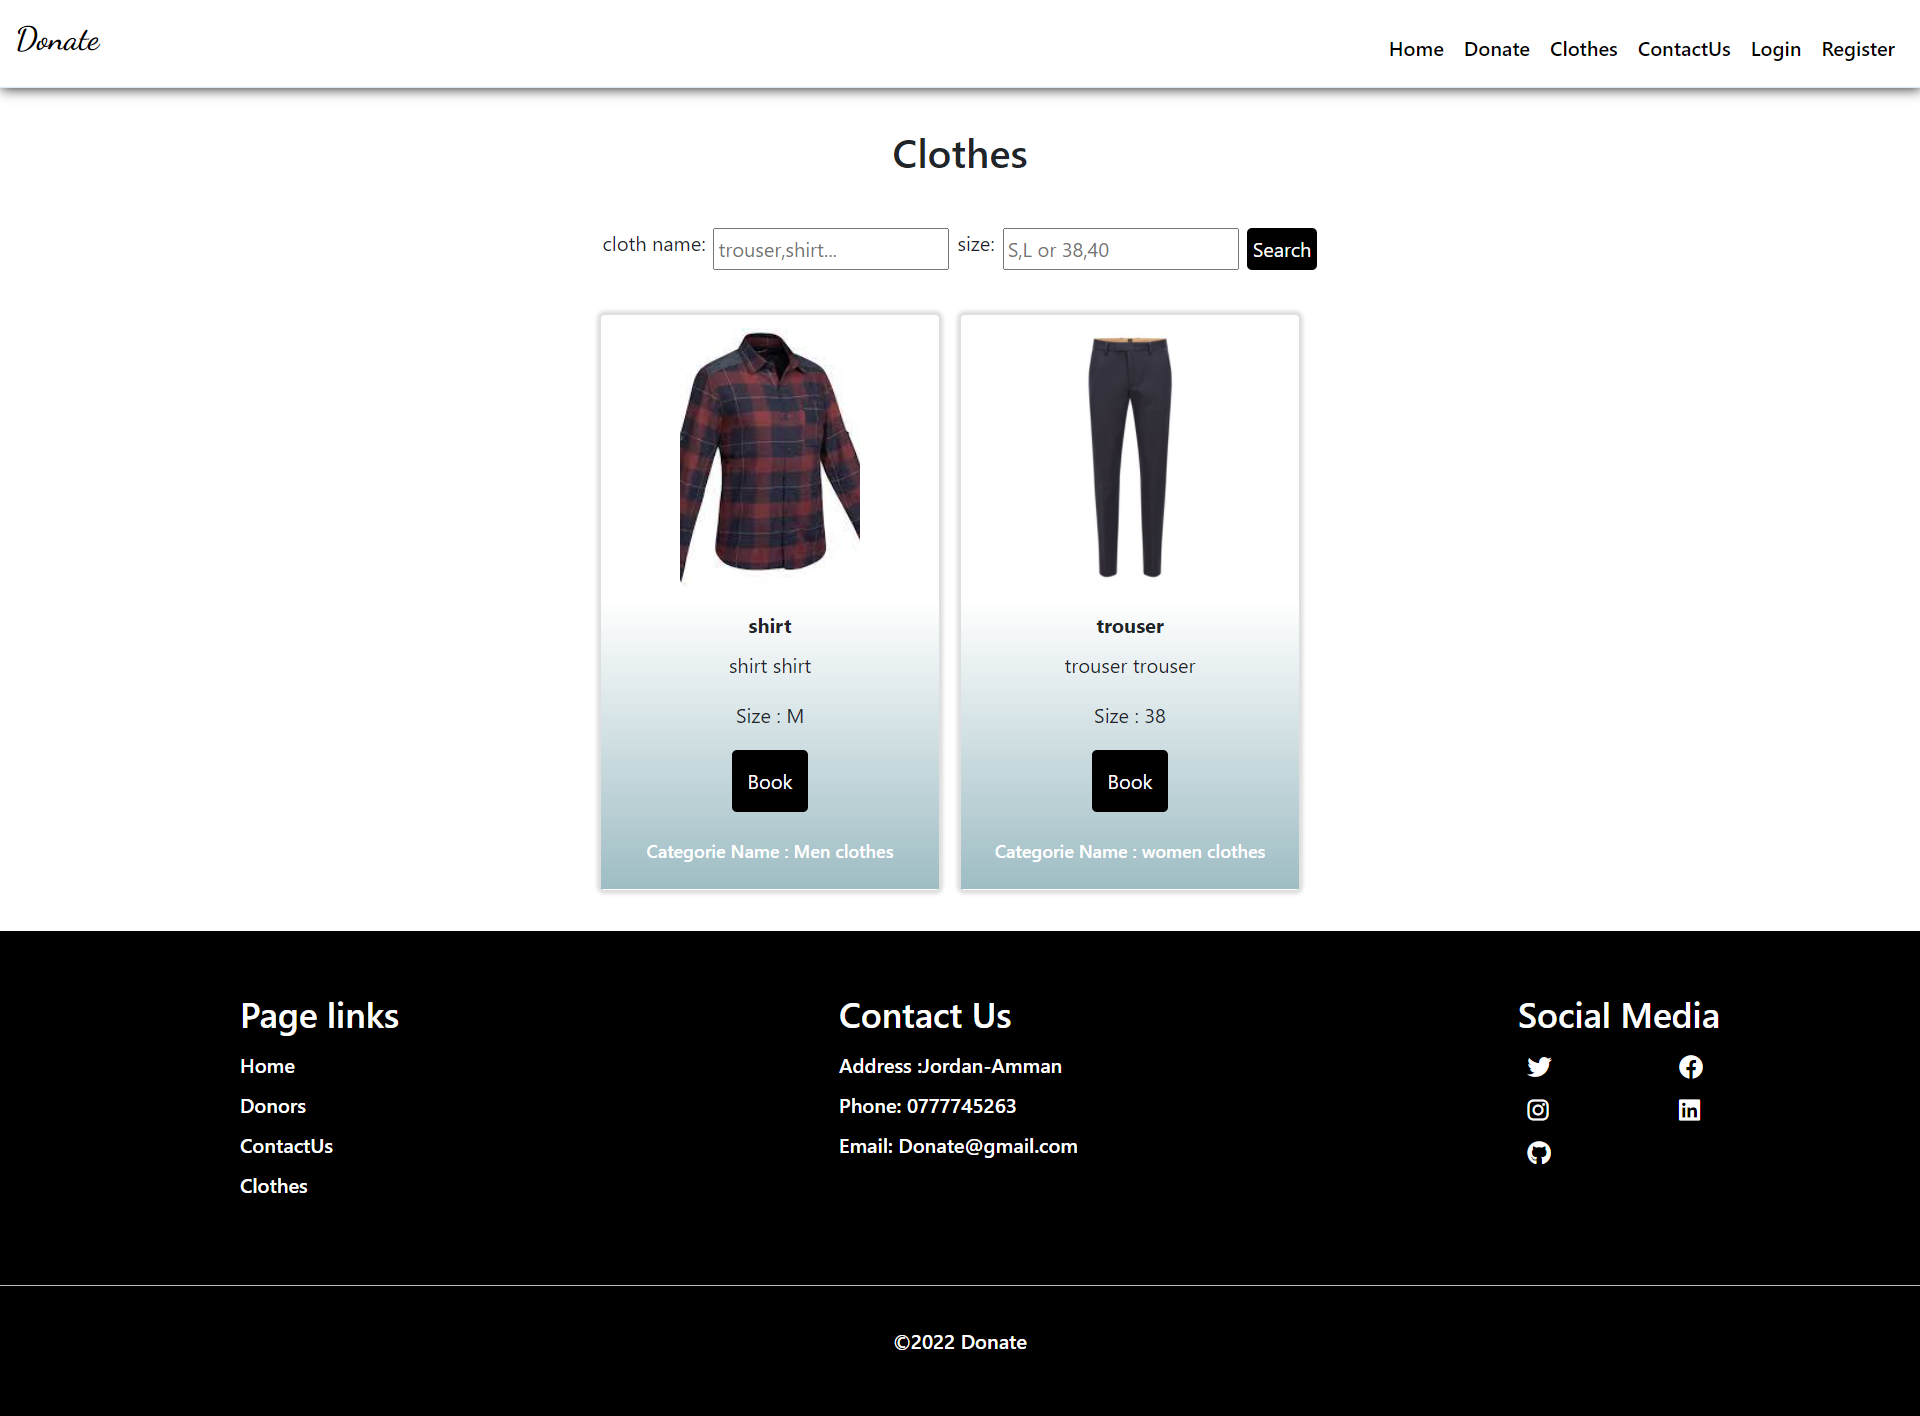 Donate
Home Donate Clothes ContactUs Login Register
Clothes
cloth name: trouser,shirt... size: S,L or 38,40 Search
shirt
shirt shirt
Size : M
Book
Categorie Name : Men clothes
trouser
trouser trouser
Size : 38
Book
Categorie Name : women clothes
Page links
Home
Donors
ContactUs
Clothes
Contact Us
Address :Jordan-Amman
Phone: 0777745263
Email: Donate@gmail.com
Social Media
©2022 Donate